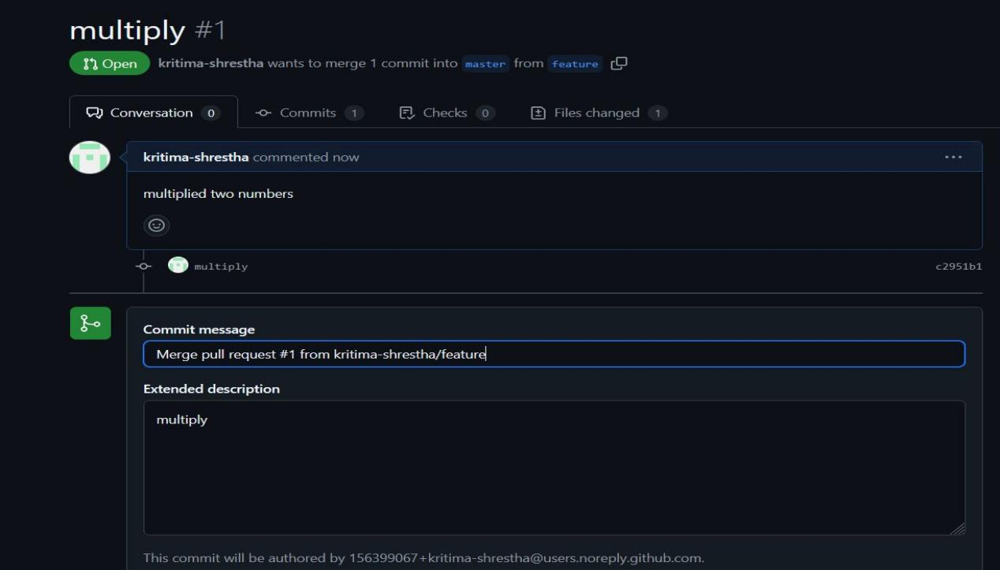 multiply #1
Open kritima-shrestha wants to merge 1 commit into master from feature
Conversation 0 Commits 1 Checks 0 Files changed 1
kritima-shrestha commented now
multiplied two numbers
multiply c2951b1
Commit message
Merge pull request #1 from kritima-shrestha/feature
Extended description
multiply
This commit will be authored by 156399067+kritima-shrestha@users.noreply.github.com.